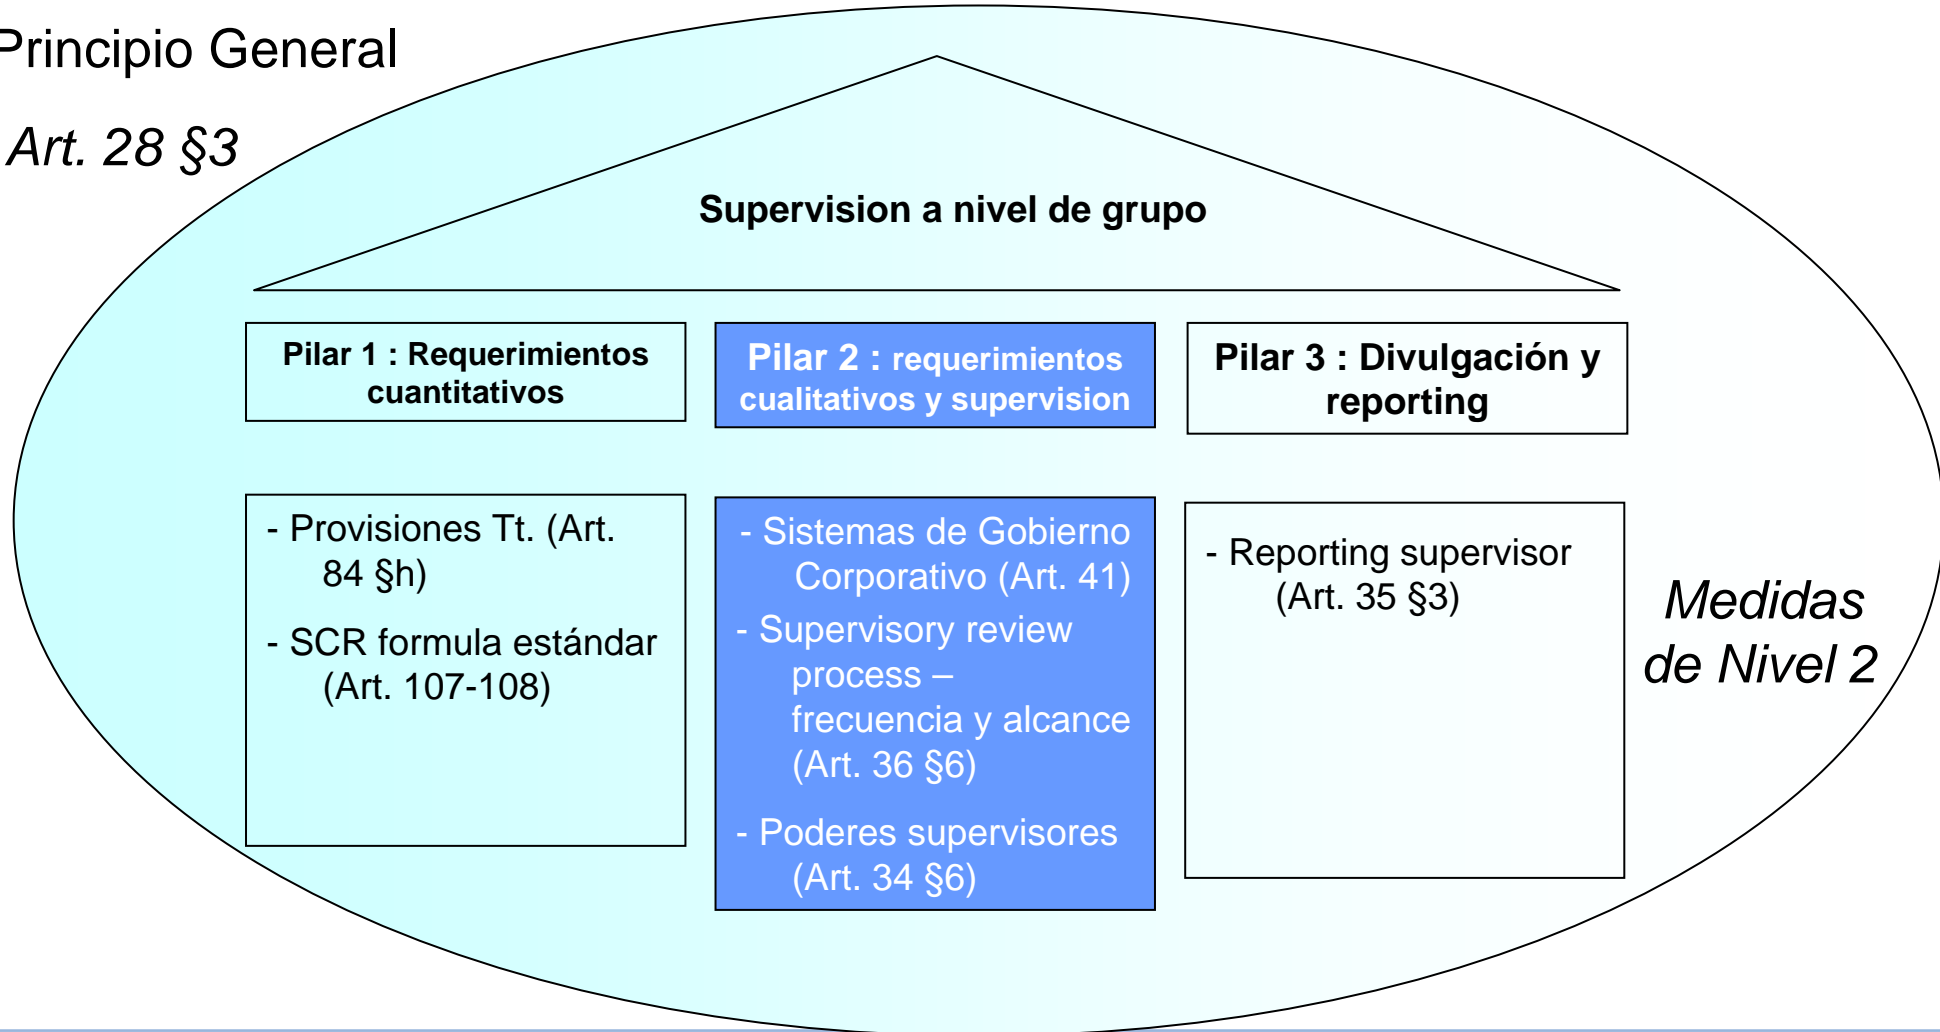 Principio General
Art. 28 §3
Supervision a nivel de grupo
Pilar 1 : Requerimientos
cuantitativos
Pilar 2 : requerimientos
cualitativos y supervision
Pilar 3 : Divulgación y
reporting
- Provisiones Tt. (Art.
84 §h)
- SCR formula estándar
(Art. 107-108)
- Sistemas de Gobierno
Corporativo (Art. 41)
- Supervisory review
process –
frecuencia y alcance
(Art. 36 §6)
- Poderes supervisores
(Art. 34 §6)
- Reporting supervisor
(Art. 35 §3)
Medidas
de Nivel 2